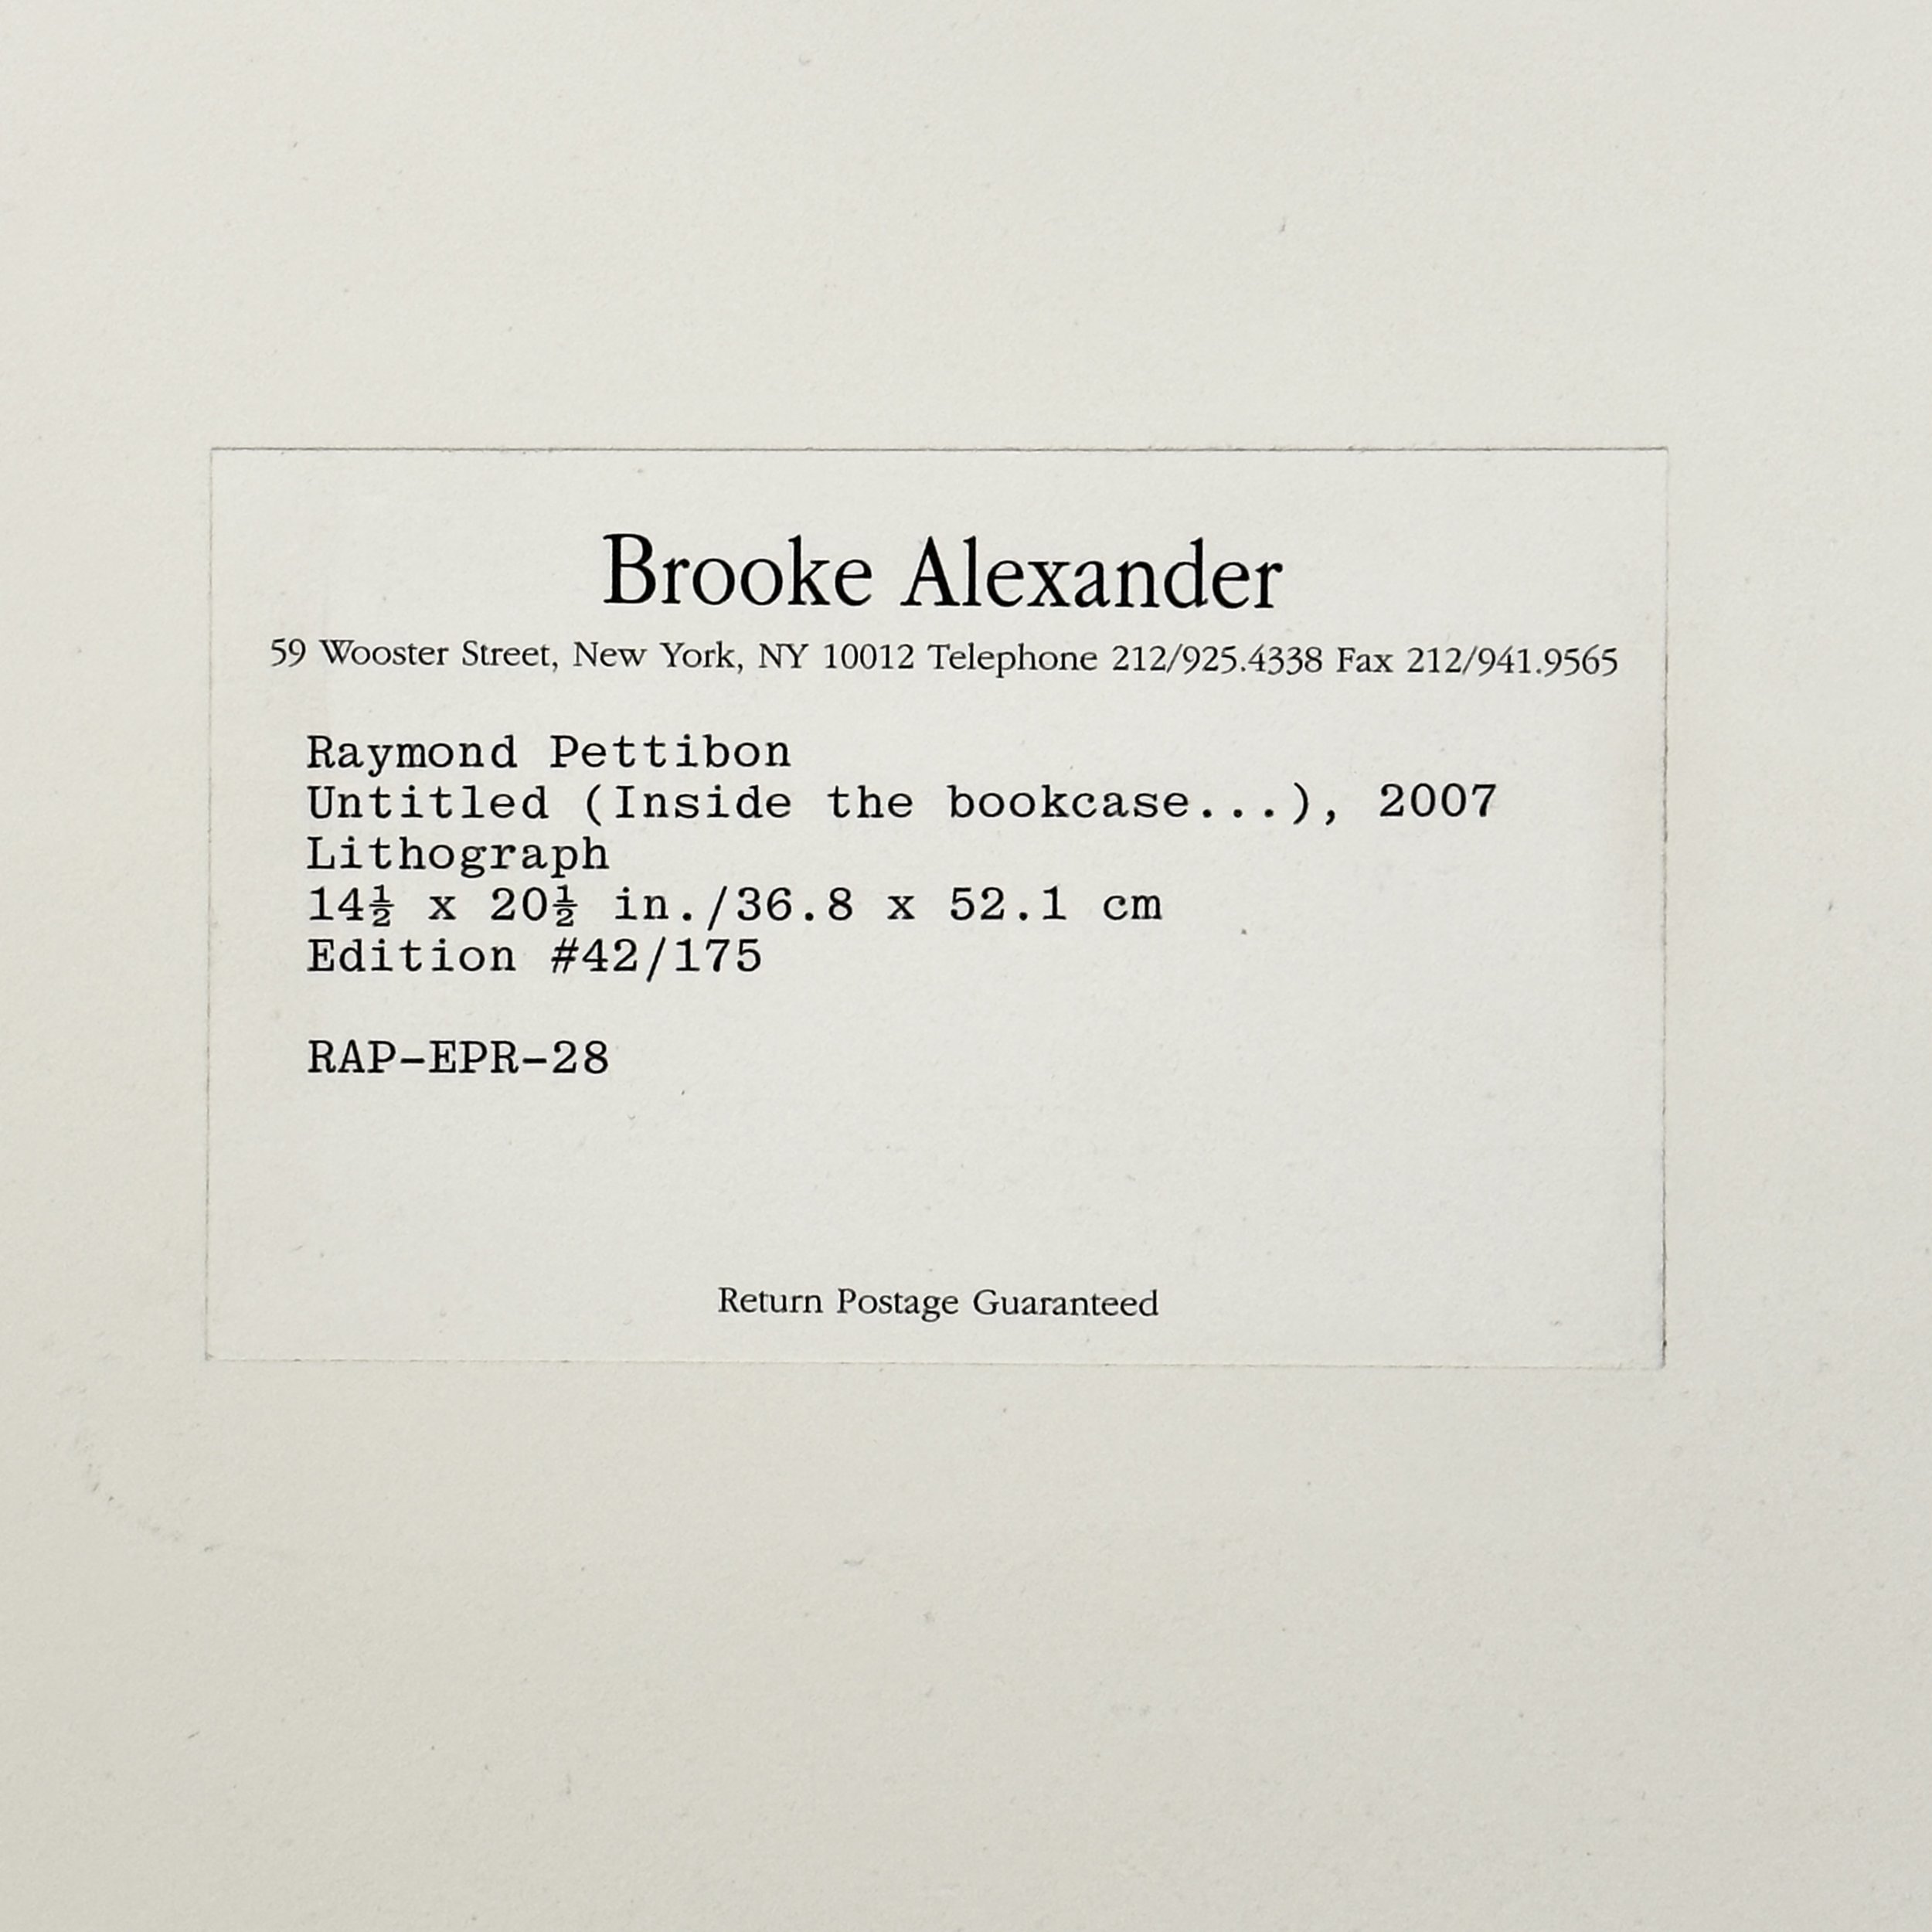 Brooke Alexander
59 Wooster Street, New York, NY 10012 Telephone 212/925.4338 Fax 212/941.9565
Raymond Pettibon
Untitled (Inside the bookcase...), 2007
Lithograph
14½ x 20½ in./36.8 x 52.1 cm
Edition #42/175
RAP-EPR-28
Return Postage Guaranteed